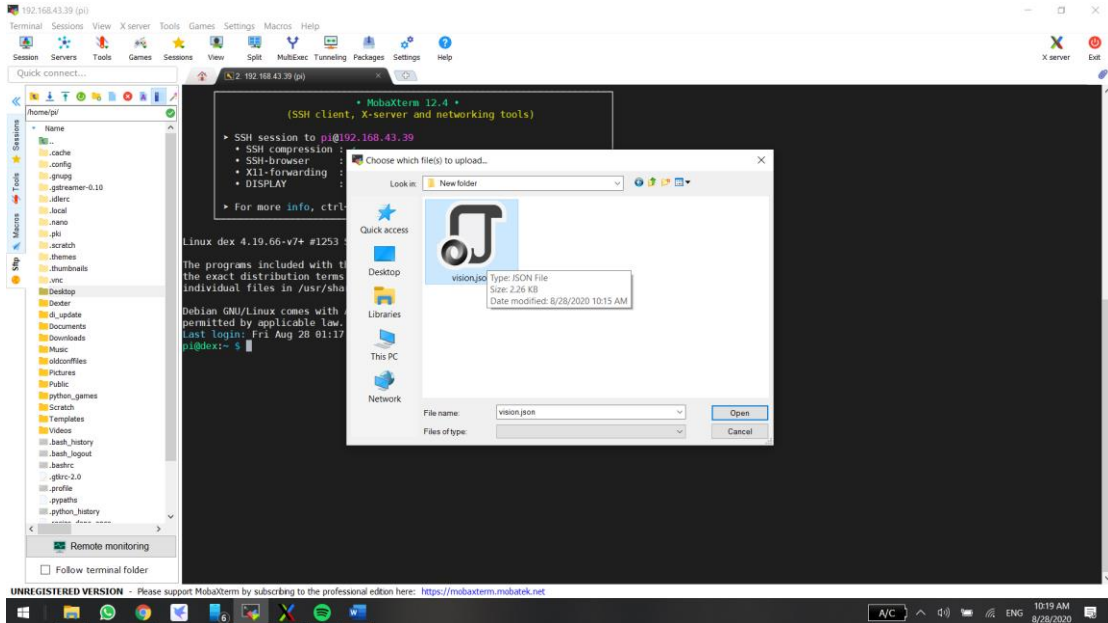 192.168.43.39 (pi)
Terminal Sessions View X server Tools Games Settings Macros Help
Session Servers Tools Games Sessions View Split MultiExec Tunneling Packages Settings Help X server Exit
Quick connect...
2. 192.168.43.39 (pi)
/home/pi/
Name
..
.cache
.config
.gnupg
.gstreamer-0.10
.idlerc
.local
.nano
.pki
.scratch
.themes
.thumbnails
.vnc
Desktop
Dexter
di_update
Documents
Downloads
Music
oldconffiles
Pictures
Public
python_games
Scratch
Templates
Videos
.bash_history
.bash_logout
.bashrc
.gtkrc-2.0
.profile
.pypaths
.python_history
Sessions
Tools
Macros
Sftp
Remote monitoring
Follow terminal folder
• MobaXterm 12.4 •
(SSH client, X-server and networking tools)
➤ SSH session to pi@192.168.43.39
• SSH compression :
• SSH-browser :
• X11-forwarding :
• DISPLAY :
➤ For more info, ctrl-
Linux dex 4.19.66-v7+ #1253
The programs included with t
the exact distribution terms
individual files in /usr/sha
Debian GNU/Linux comes with
permitted by applicable law.
Last login: Fri Aug 28 01:17
pi@dex:~ $
Choose which file(s) to upload...
Look in: New folder
Quick access
Desktop
Libraries
This PC
Network
vision.jso
Type: JSON File
Size: 2.26 KB
Date modified: 8/28/2020 10:15 AM
File name: vision.json Open
Files of type: Cancel
UNREGISTERED VERSION - Please support MobaXterm by subscribing to the professional edition here: https://mobaxterm.mobatek.net
6
A/C ENG 10:19 AM
8/28/2020